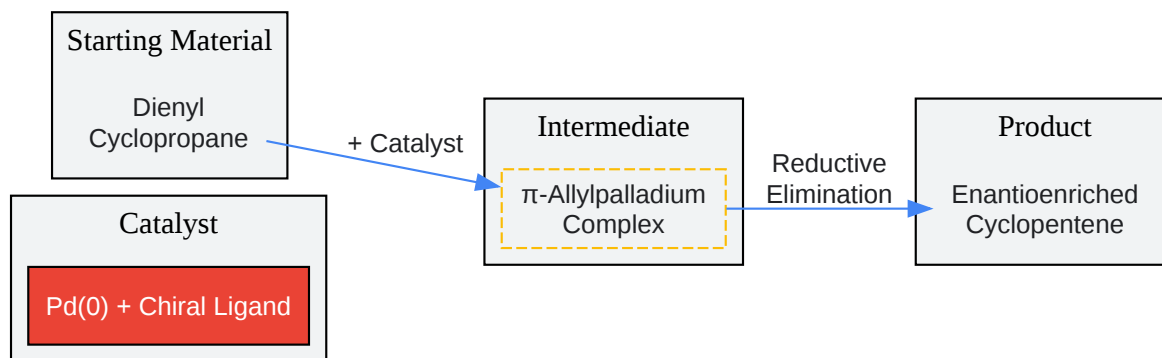 Starting Material
Dienyl
Cyclopropane
Catalyst
Pd(0) + Chiral Ligand
+ Catalyst
Intermediate
π-Allylpalladium
Complex
Reductive
Elimination
Product
Enantioenriched
Cyclopentene